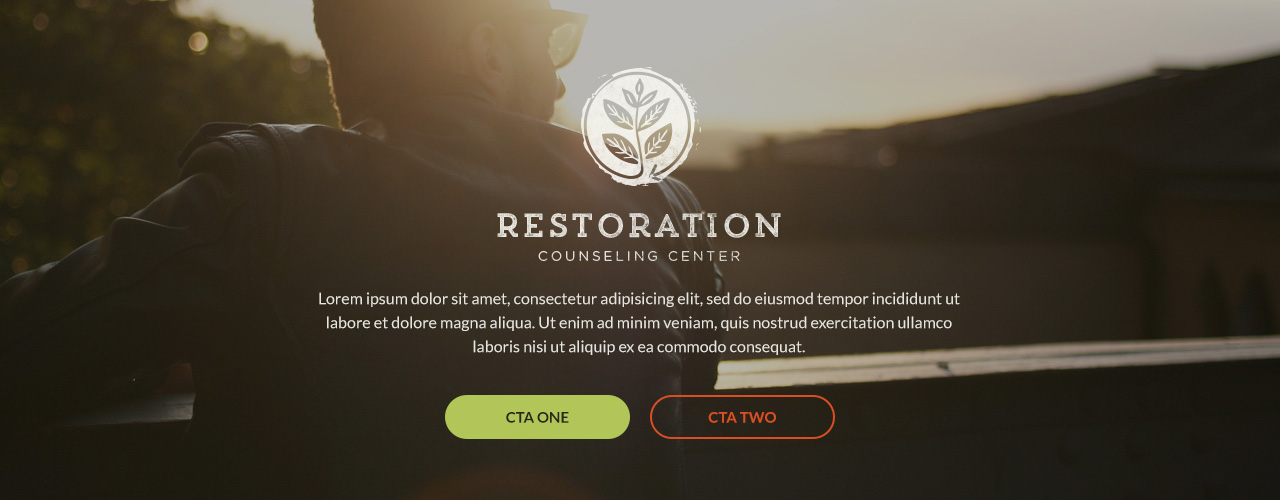 RESTORATION
COUNSELING CENTER
Lorem ipsum dolor sit amet, consectetur adipisicing elit, sed do eiusmod tempor incididunt ut
labore et dolore magna aliqua. Ut enim ad minim veniam, quis nostrud exercitation ullamco
laboris nisi ut aliquip ex ea commodo consequat.
CTA ONE
CTA TWO